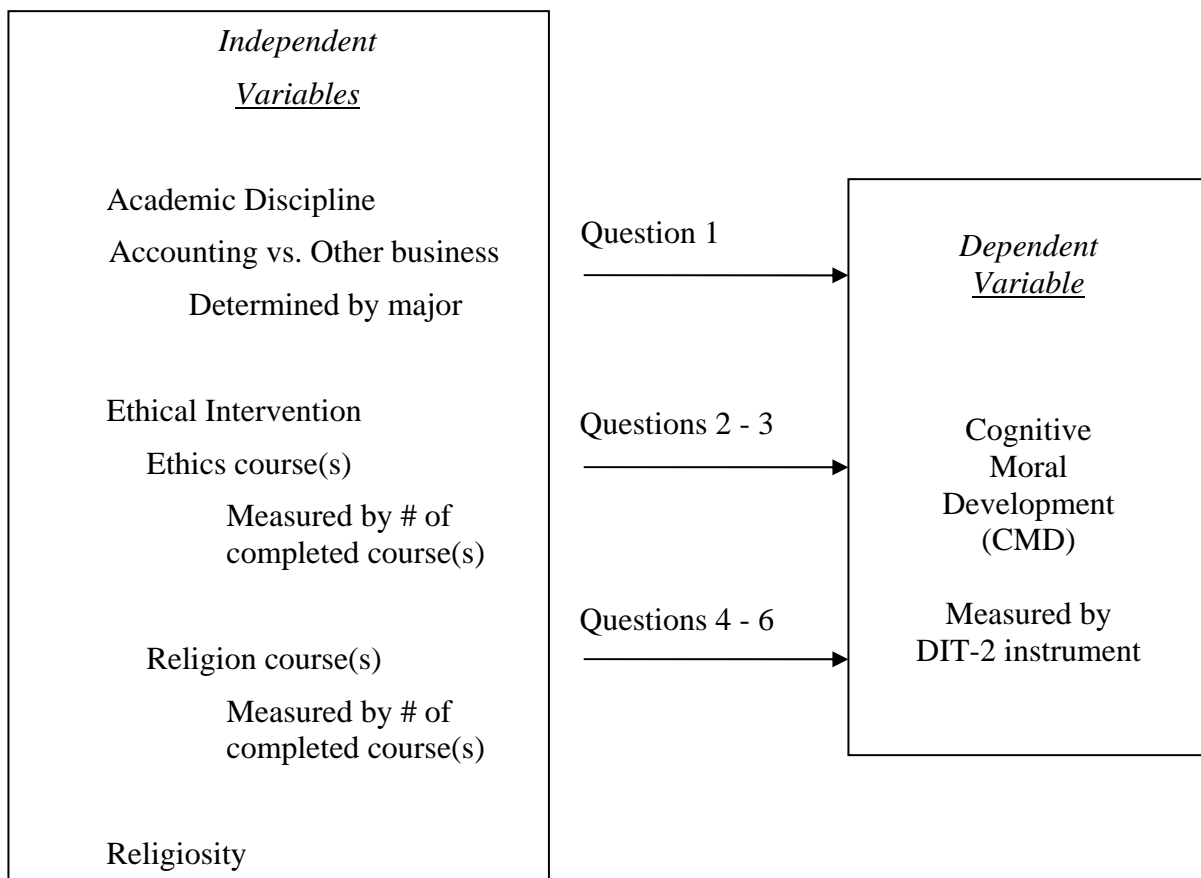 Independent
Variables
Academic Discipline
Accounting vs. Other business
Determined by major
Ethical Intervention
Ethics course(s)
Measured by # of
completed course(s)
Religion course(s)
Measured by # of
completed course(s)
Religiosity
Question 1
Questions 2 - 3
Questions 4 - 6
Dependent
Variable
Cognitive
Moral
Development
(CMD)
Measured by
DIT-2 instrument